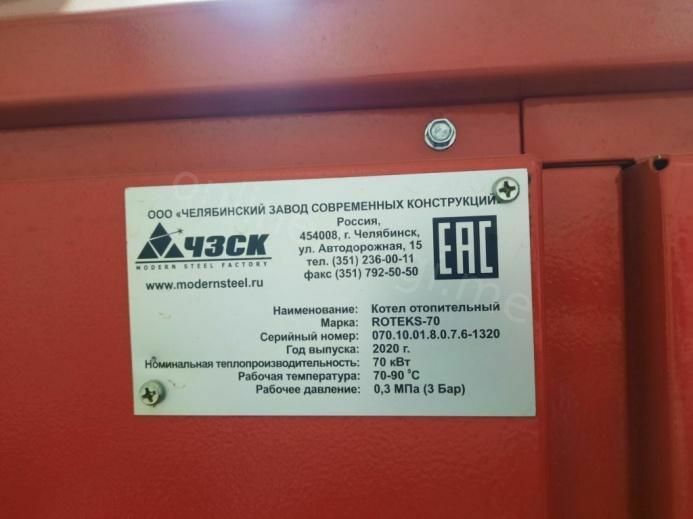 ООО «ЧЕЛЯБИНСКИЙ ЗАВОД СОВРЕМЕННЫХ КОНСТРУКЦИЙ»
Россия,
454008, г. Челябинск,
ул. Автодорожная, 15
тел. (351) 236-00-11
факс (351) 792-50-50
ЧЗСК
MODERN STEEL FACTORY
www.modernsteel.ru
EAC
Наименование: Котел отопительный
Марка: ROTEKS-70
Серийный номер: 070.10.01.8.0.7.6-1320
Год выпуска: 2020 г.
Номинальная теплопроизводительность: 70 кВт
Рабочая температура: 70-90 °С
Рабочее давление: 0,3 МПа (3 Бар)